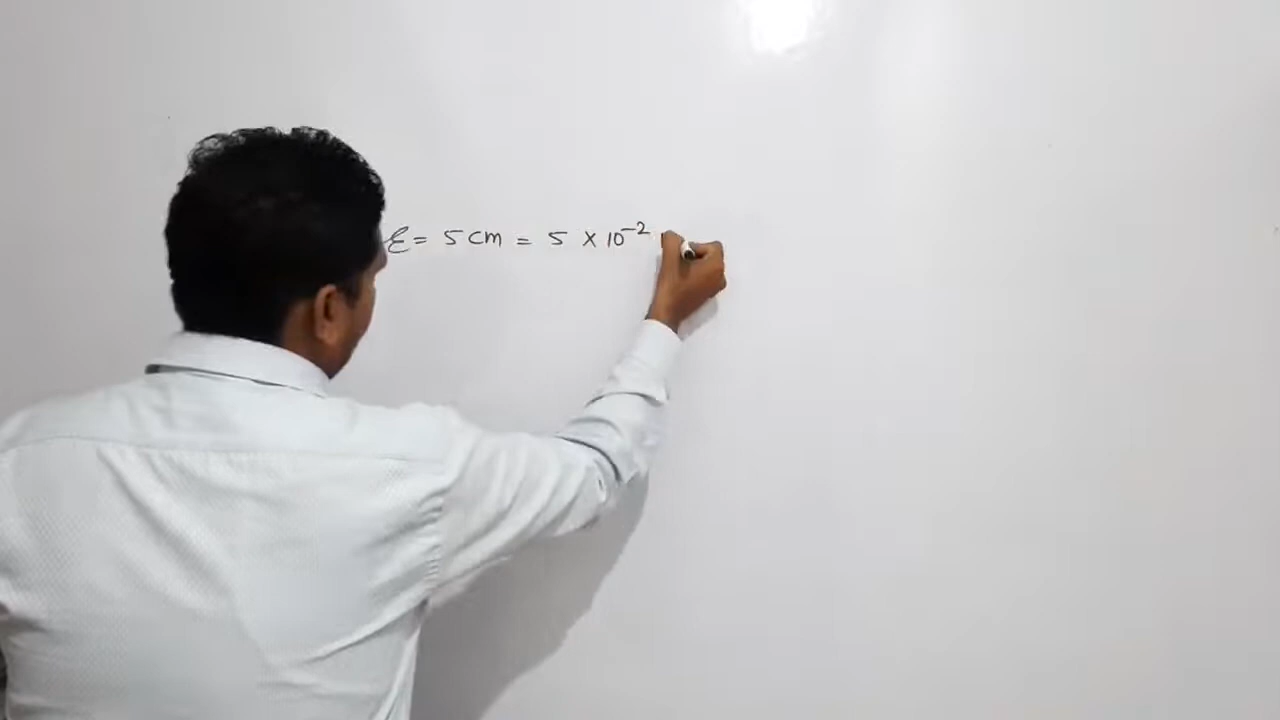 = 5 cm = 5 × 10⁻²